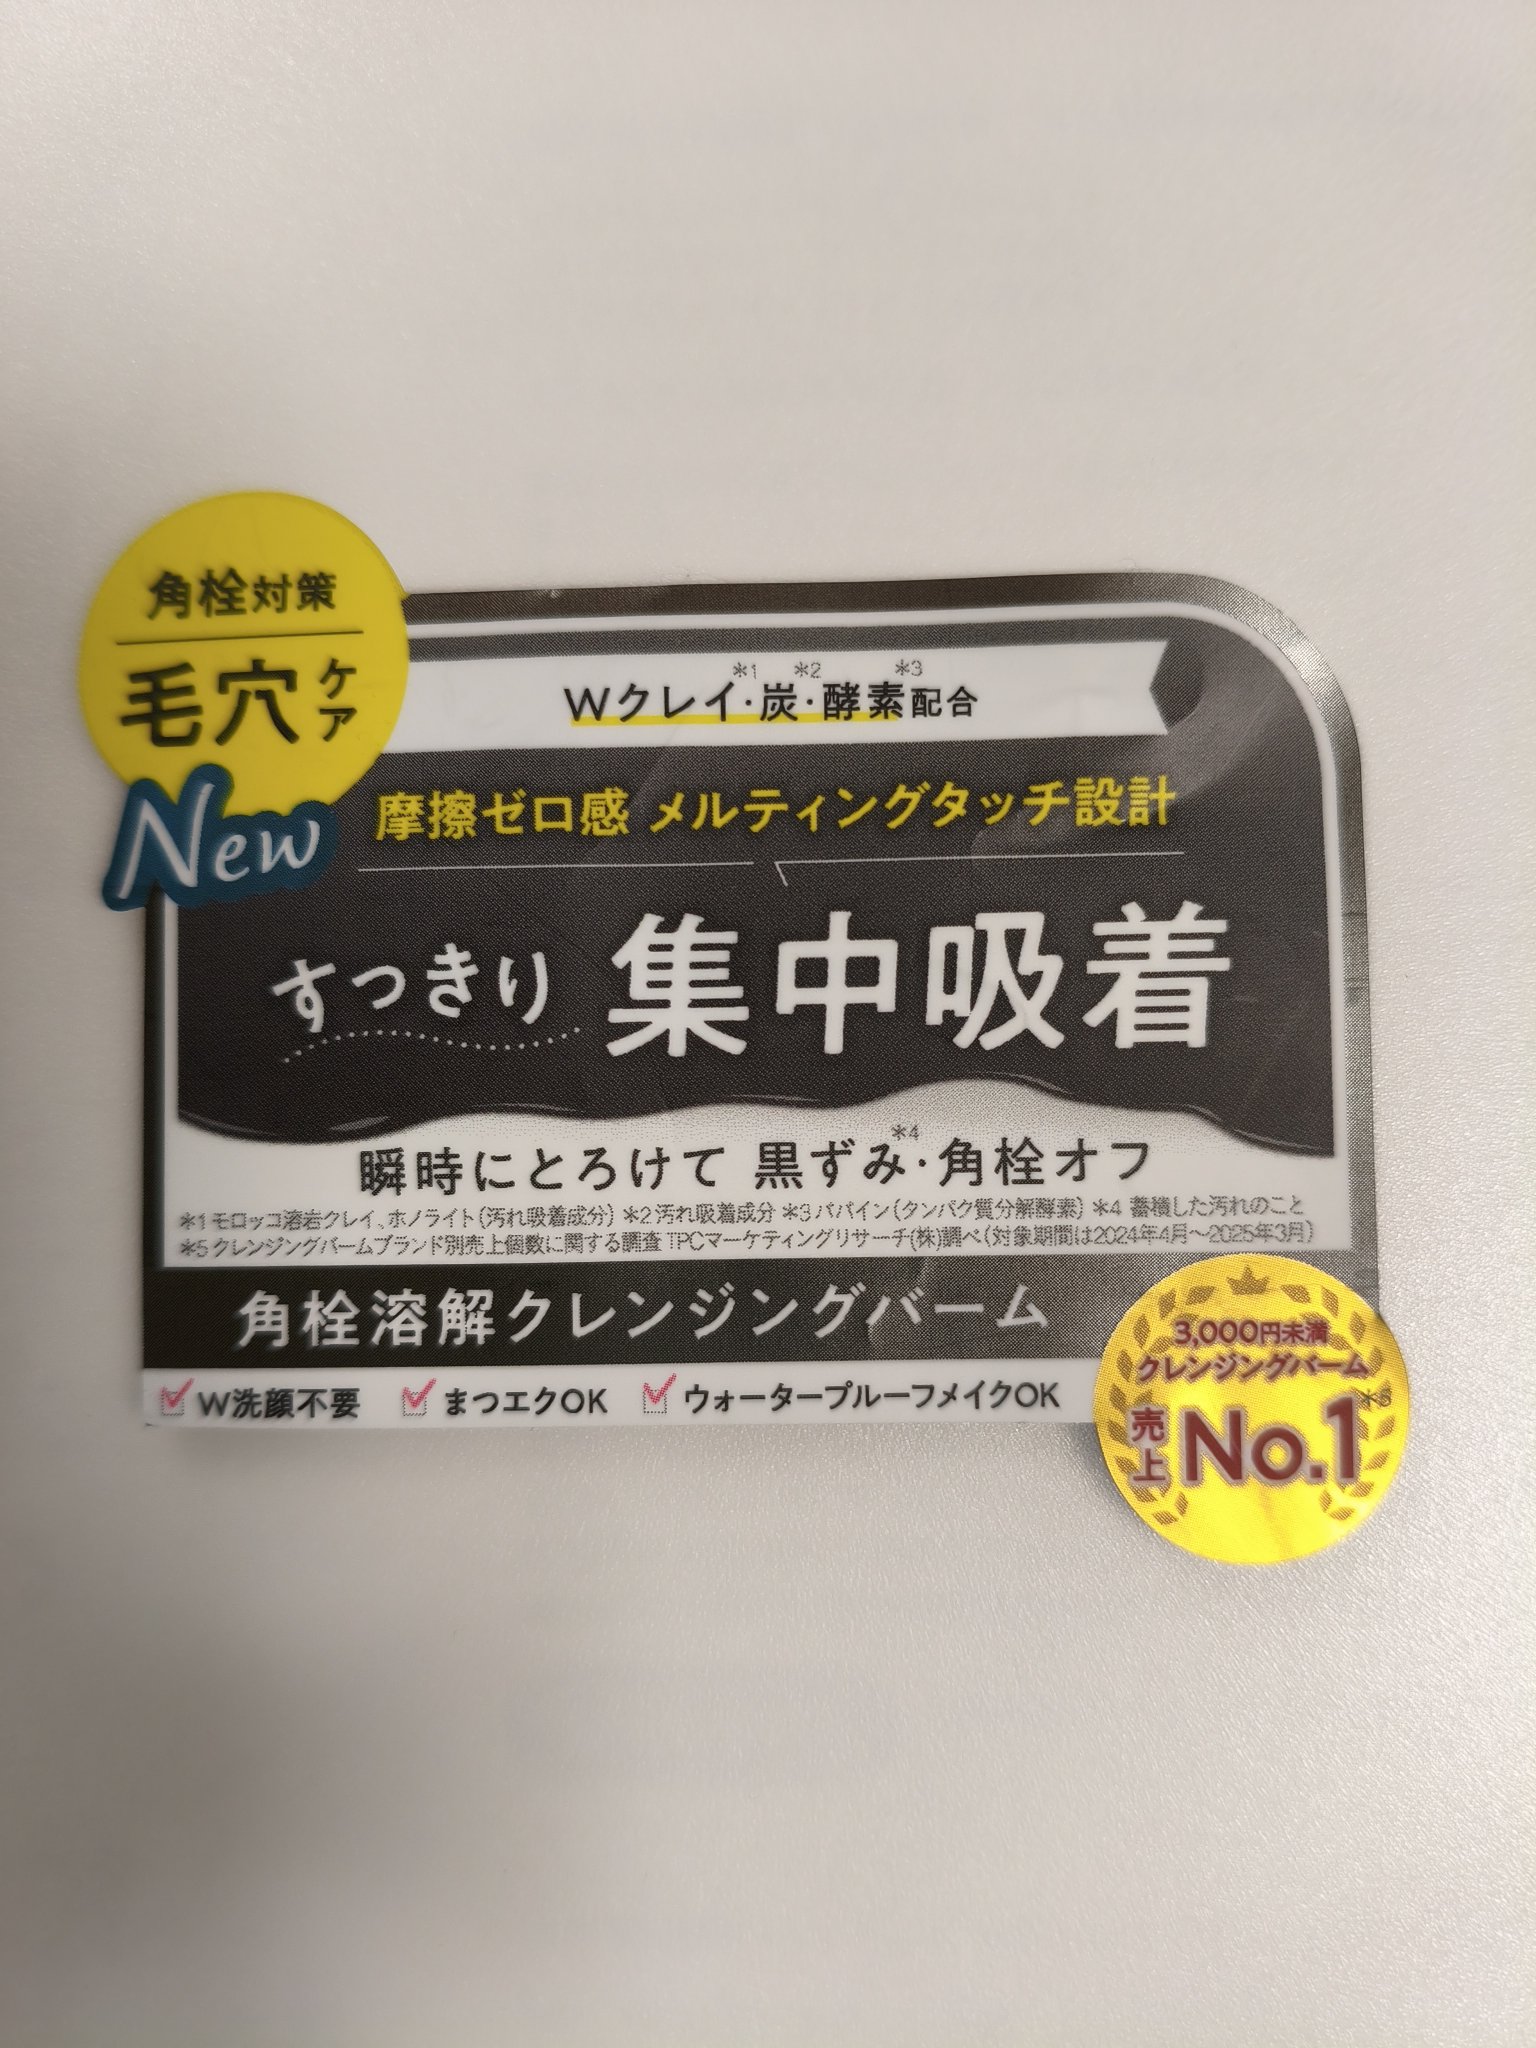 角栓対策
毛穴ケア
New
Wクレイ*1・炭*2・酵素*3配合
摩擦ゼロ感 メルティングタッチ設計
すっきり 集中吸着
瞬時にとろけて 黒ずみ*4・角栓オフ
*1 モロッコ溶岩クレイ、ホノライト(汚れ吸着成分) *2 汚れ吸着成分 *3 パパイン(タンパク質分解酵素) *4 蓄積した汚れのこと
*5 クレンジングバームブランド別売上個数に関する調査 TPCマーケティングリサーチ(株)調べ(対象期間は2024年4月〜2025年3月)
角栓溶解クレンジングバーム
W洗顔不要 まつエクOK ウォータープルーフメイクOK
3,000円未満
クレンジングバーム
売上 No.1*5